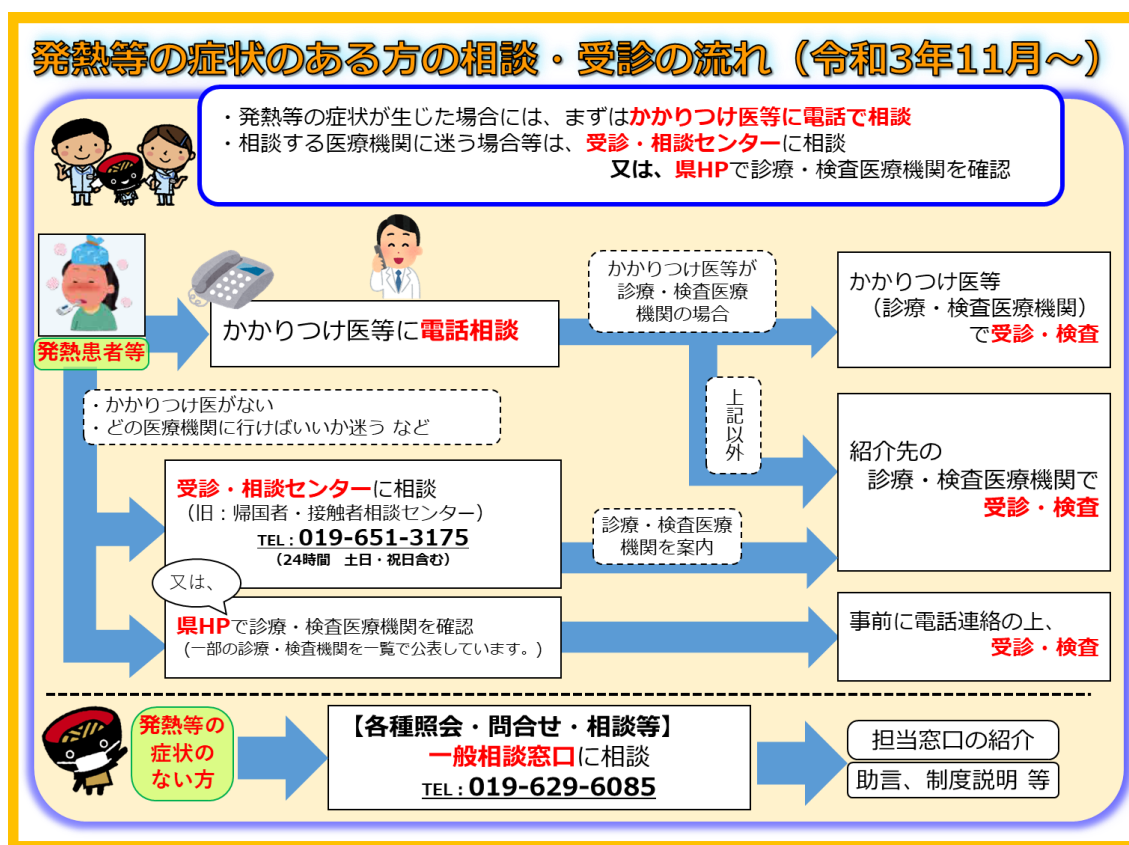 発熱等の症状のある方の相談・受診の流れ（令和3年11月～）
・発熱等の症状が生じた場合には、まずはかかりつけ医等に電話で相談
・相談する医療機関に迷う場合等は、受診・相談センターに相談
又は、県HPで診療・検査医療機関を確認
発熱患者等
かかりつけ医等に電話相談
かかりつけ医等が
診療・検査医療
機関の場合
かかりつけ医等
（診療・検査医療機関）
で受診・検査
上記以外
・かかりつけ医がない
・どの医療機関に行けばいいか迷う など
受診・相談センターに相談
（旧：帰国者・接触者相談センター）
TEL：019-651-3175
（24時間　土日・祝日含む）
診療・検査医療
機関を案内
紹介先の
診療・検査医療機関で
受診・検査
又は、
県HPで診療・検査医療機関を確認
(一部の診療・検査機関を一覧で公表しています。)
事前に電話連絡の上、
受診・検査
発熱等の
症状の
ない方
【各種照会・問合せ・相談等】
一般相談窓口に相談
TEL：019-629-6085
担当窓口の紹介
助言、制度説明 等